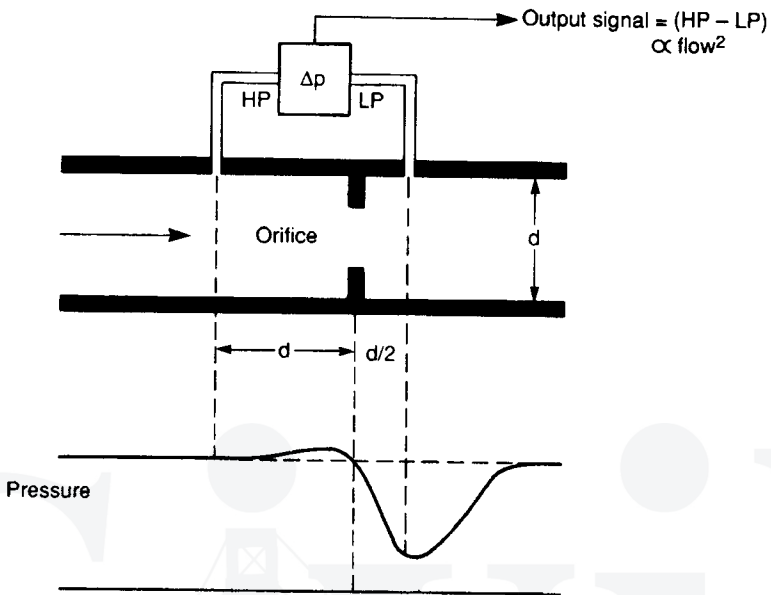 Output signal = (HP – LP)
∝ flow²
Δp
HP
LP
Orifice
d
d
d/2
Pressure